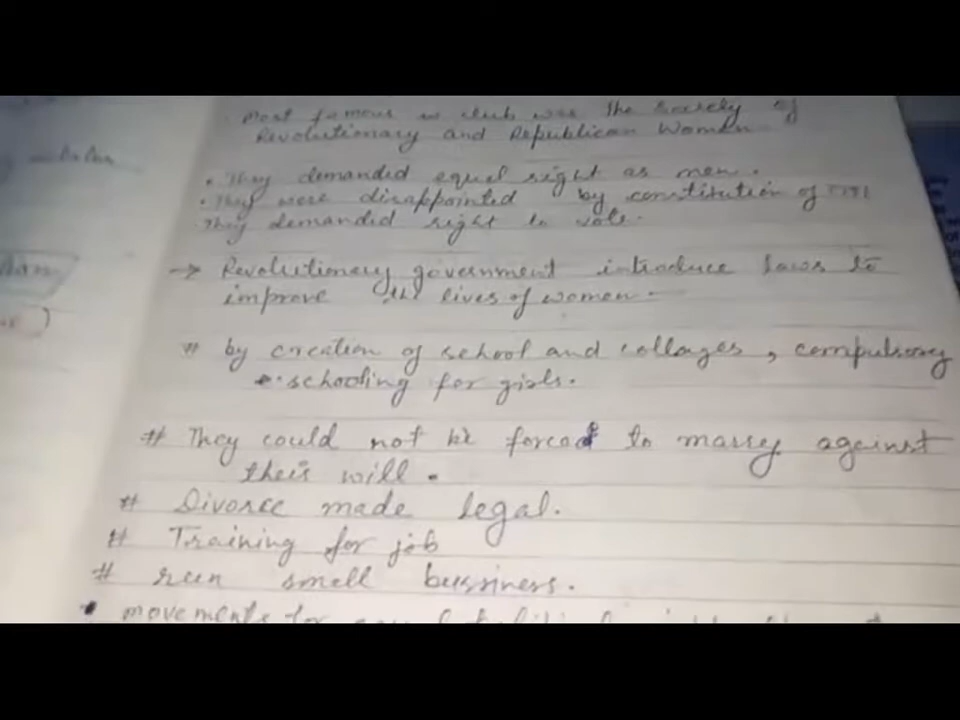 most famous club was the Society of
Revolutionary and Republican Women
• They demanded equal right as men.
• They were disappointed by constitution of 1791
They demanded right to vote.
→ Revolutionary government introduce laws to
improve the lives of women.
# by creation of school and collages, compulsory
schooling for girls.
# They could not be forced to marry against
their will.
# Divorce made legal.
# Training for job
# run small bussiness.
• movements for